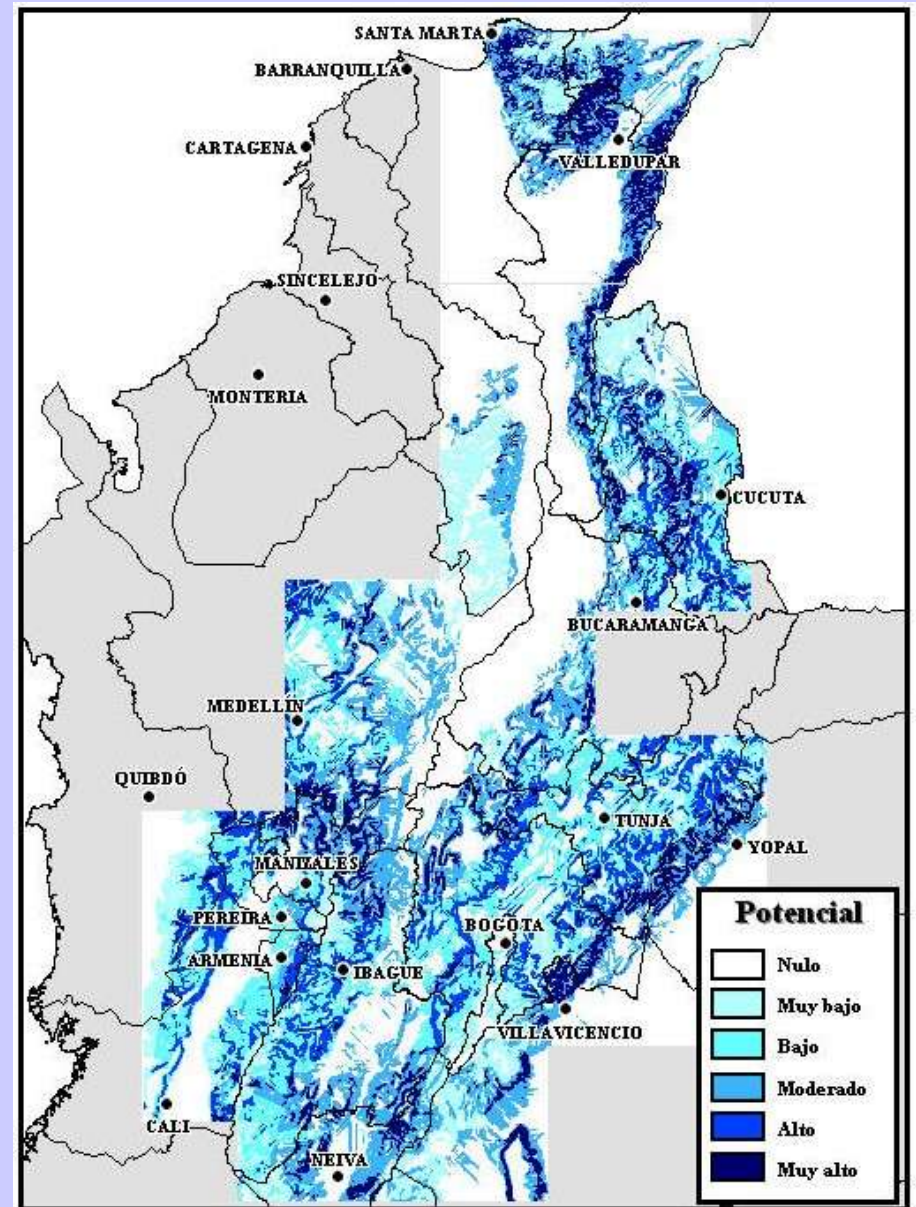 SANTA MARTA
BARRANQUILLA
CARTAGENA
VALLEDUPAR
SINCELEJO
MONTERIA
CUCUTA
BUCARAMANGA
MEDELLÍN
QUIBDÓ
TUNJA
YOPAL
MANIZALES
PEREIRA
BOGOTA
ARMENIA
IBAGUE
VILLAVICENCIO
CALI
NEIVA
Potencial
Nulo
Muy bajo
Bajo
Moderado
Alto
Muy alto